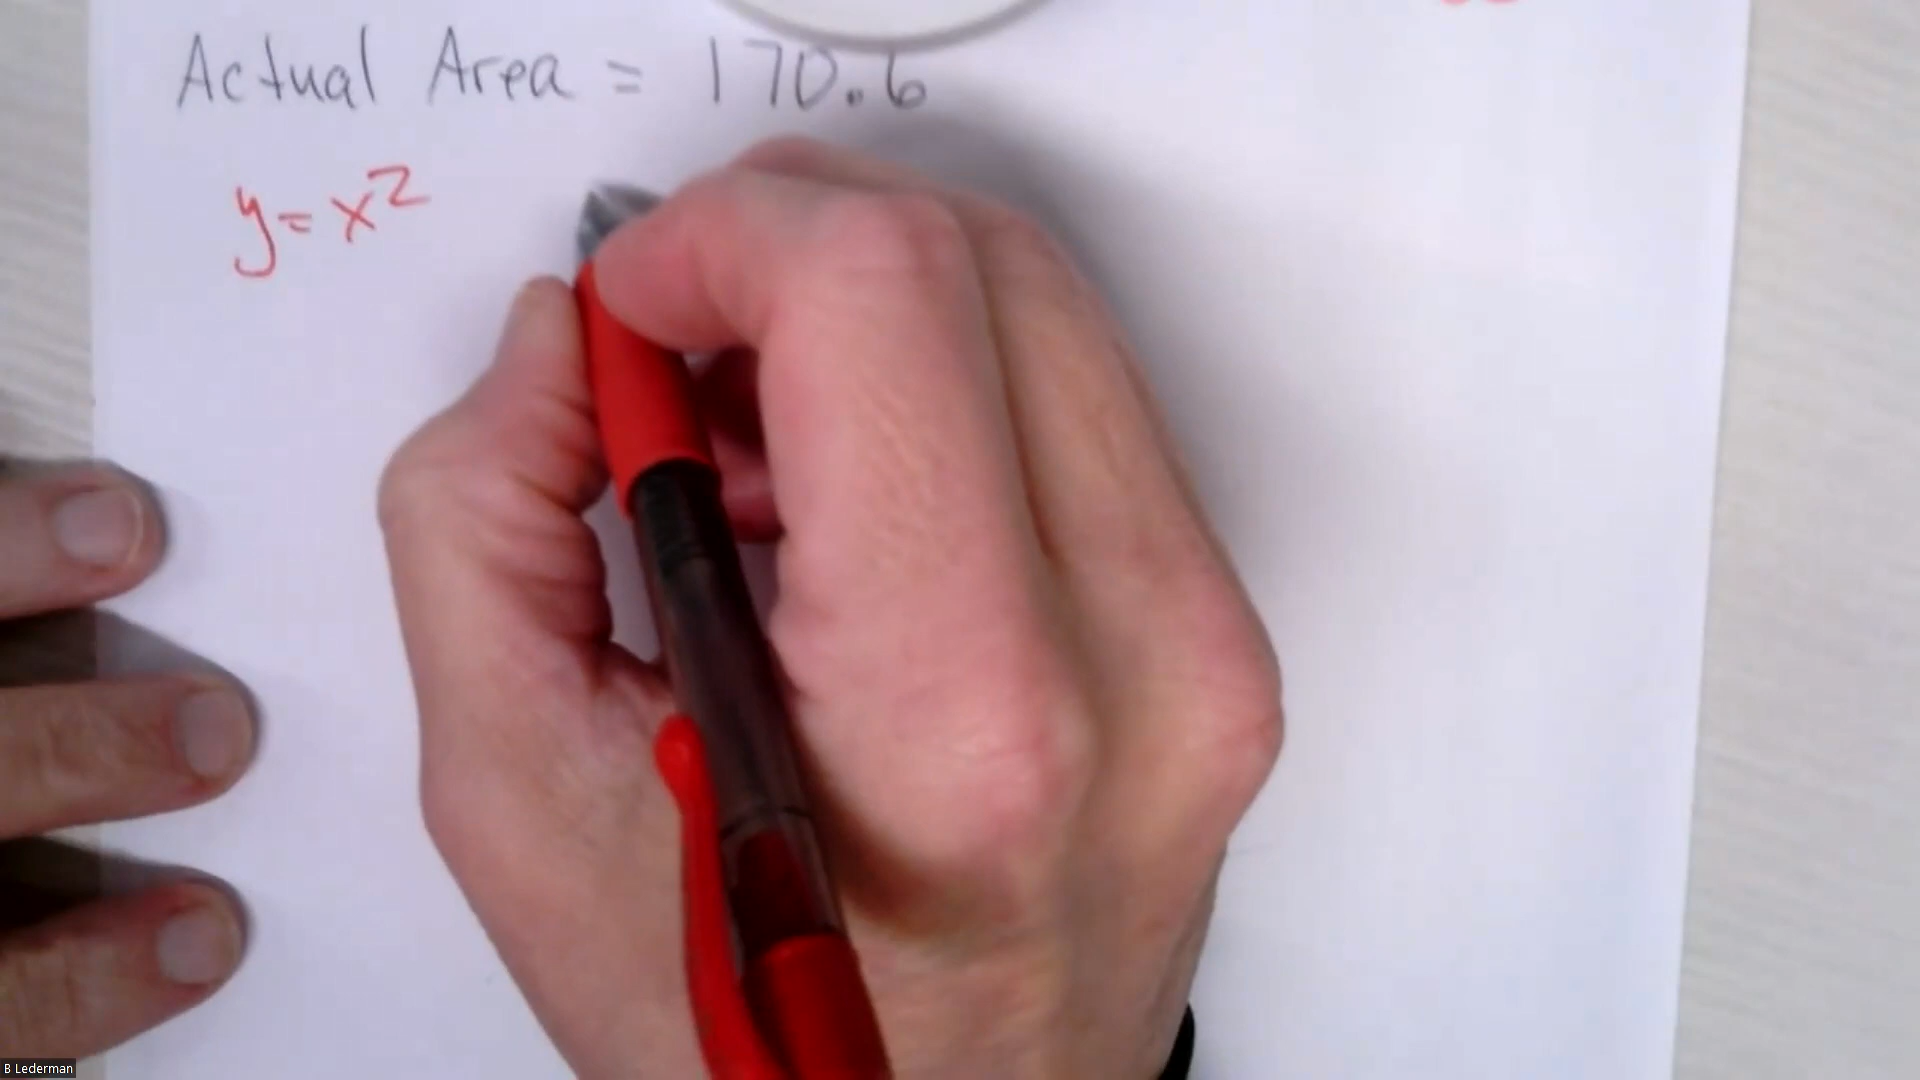 Actual Area = 170.6
y = x²
B Lederman